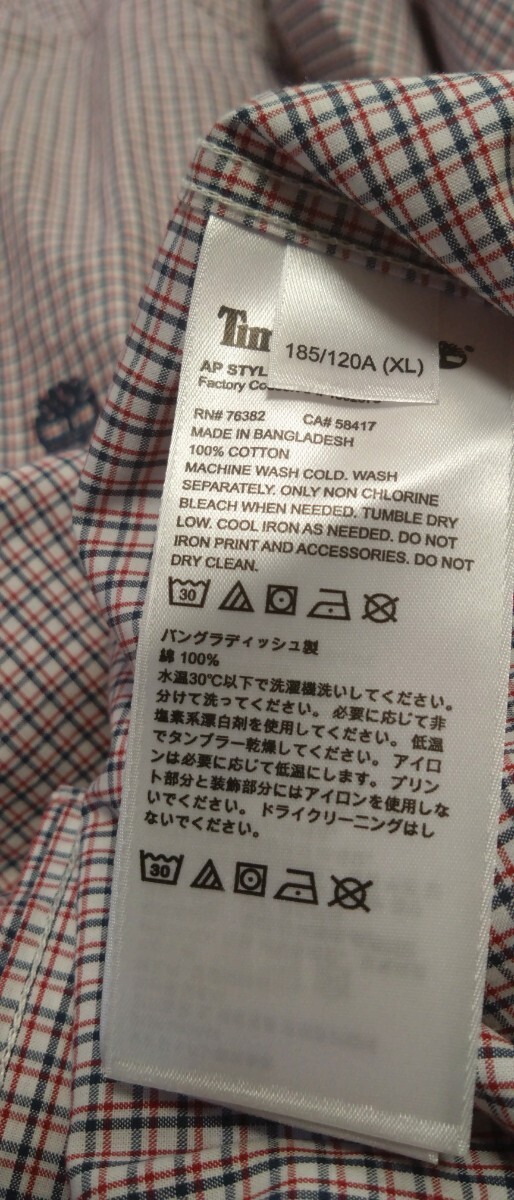 185/120A (XL)
RN# 76382 CA# 58417
MADE IN BANGLADESH
100% COTTON
MACHINE WASH COLD. WASH
SEPARATELY. ONLY NON CHLORINE
BLEACH WHEN NEEDED. TUMBLE DRY
LOW. COOL IRON AS NEEDED. DO NOT
IRON PRINT AND ACCESSORIES. DO NOT
DRY CLEAN.
30
バングラディッシュ製
綿 100%
水温30℃以下で洗濯機洗いしてください。
分けて洗ってください。 必要に応じて非
塩素系漂白剤を使用してください。 低温
でタンブラー乾燥してください。 アイロ
ンは必要に応じて低温にします。 プリン
ト部分と装飾部分にはアイロンを使用しな
いでください。 ドライクリーニングはし
ないでください。
30